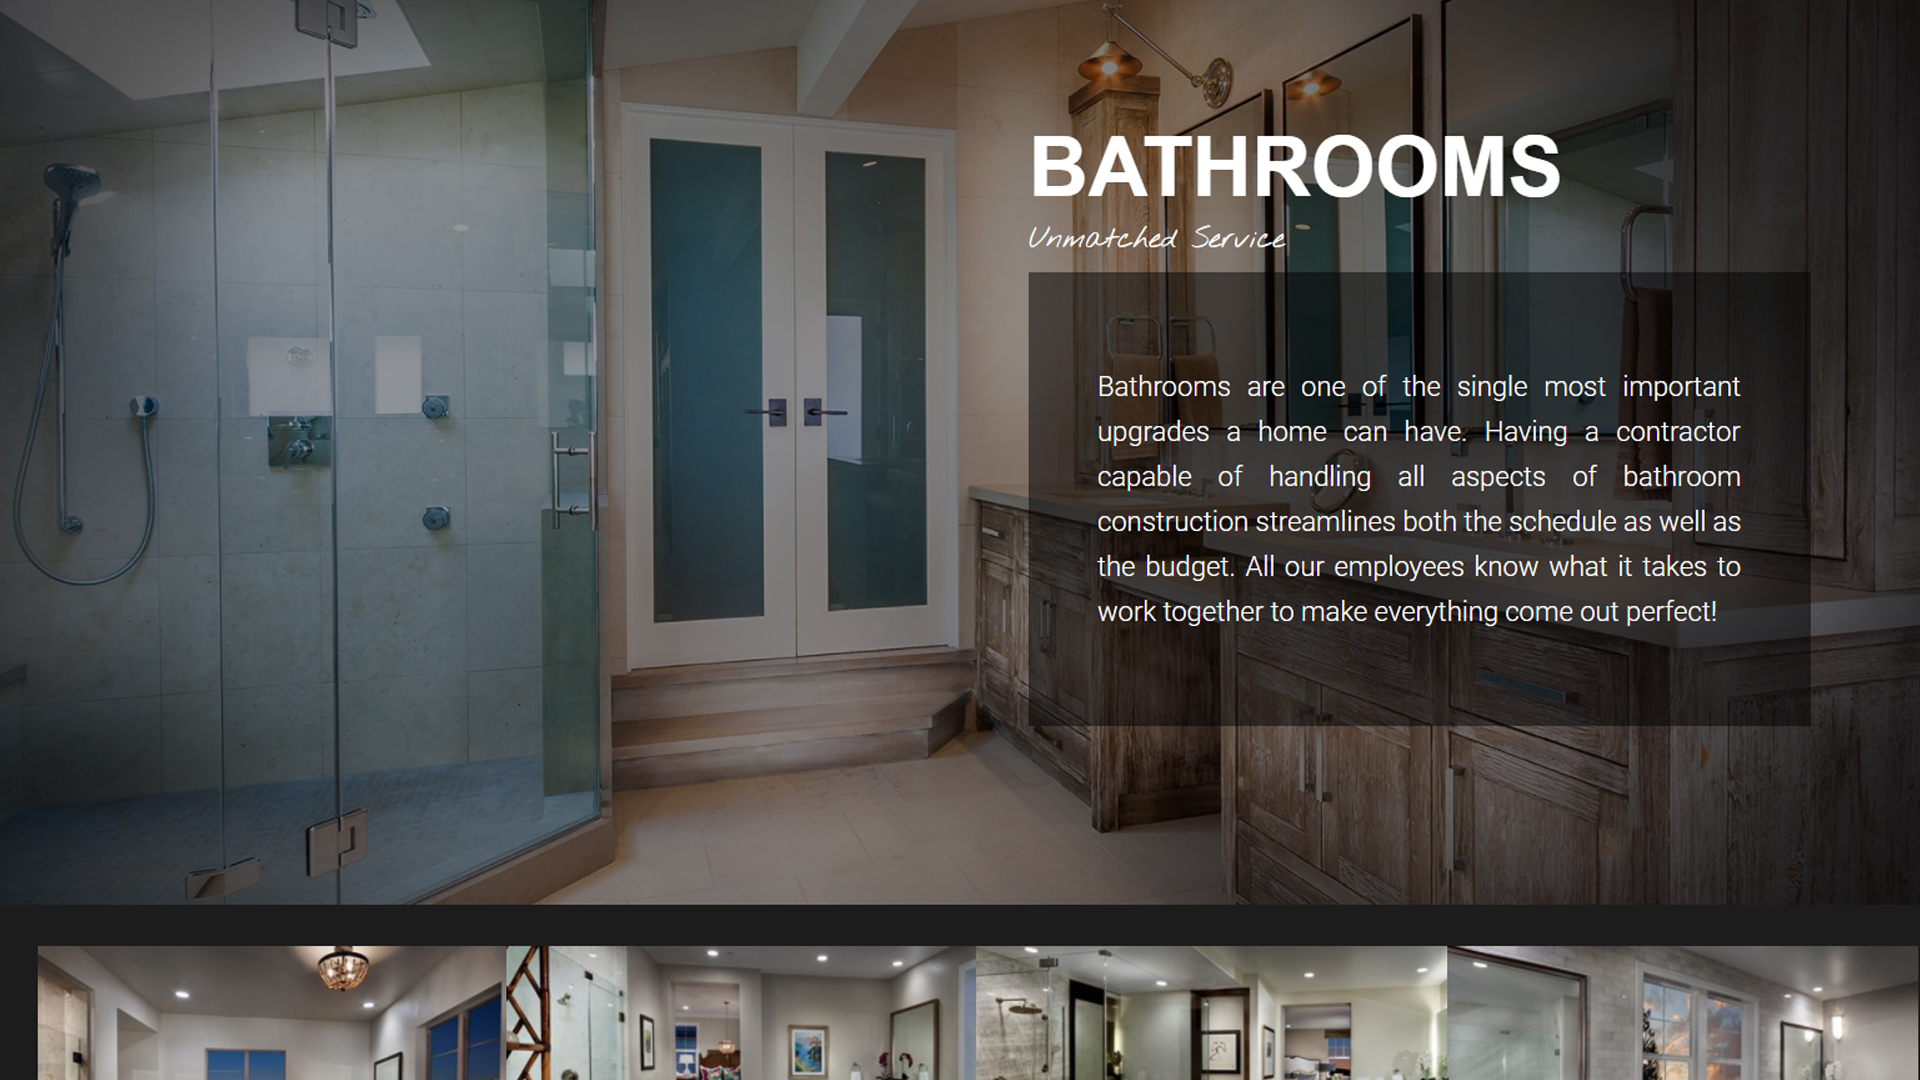 BATHROOMS
Unmatched Service
Bathrooms are one of the single most important
upgrades a home can have. Having a contractor
capable of handling all aspects of bathroom
construction streamlines both the schedule as well as
the budget. All our employees know what it takes to
work together to make everything come out perfect!